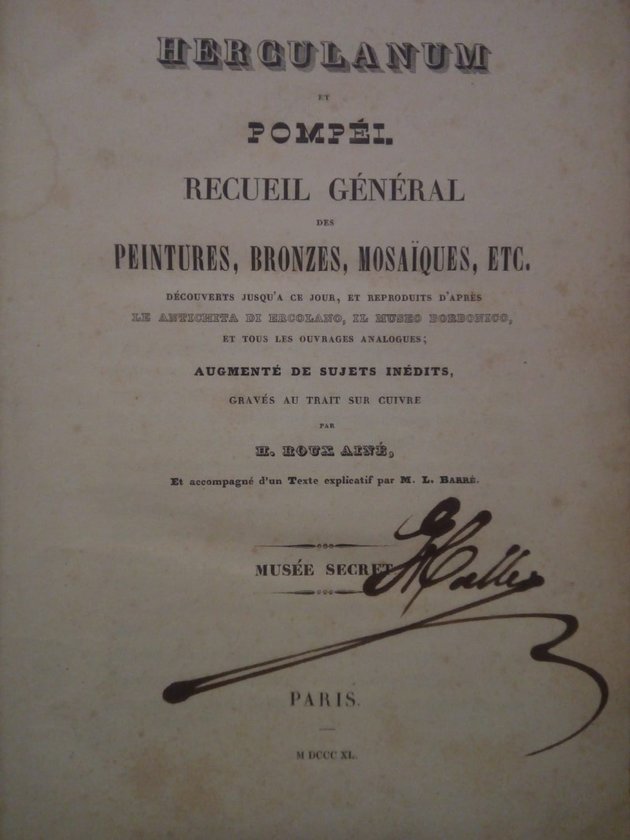 HERCULANUM
ET
POMPÉI.
RECUEIL GÉNÉRAL
DES
PEINTURES, BRONZES, MOSAÏQUES, ETC.
DÉCOUVERTS JUSQU'A CE JOUR, ET REPRODUITS D'APRÈS
LE ANTICHITA DI ERCOLANO, IL MUSEO BORBONICO,
ET TOUS LES OUVRAGES ANALOGUES;
AUGMENTÉ DE SUJETS INÉDITS,
GRAVÉS AU TRAIT SUR CUIVRE
PAR
H. ROUX AINÉ,
Et accompagné d'un Texte explicatif par M. L. BARRÉ.
MUSÉE SECRET
PARIS.
M DCCC XL.